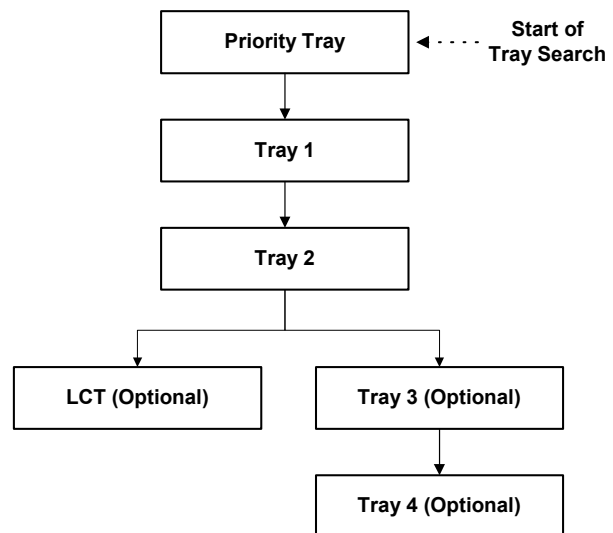 Priority Tray
Start of
Tray Search
Tray 1
Tray 2
LCT (Optional)
Tray 3 (Optional)
Tray 4 (Optional)